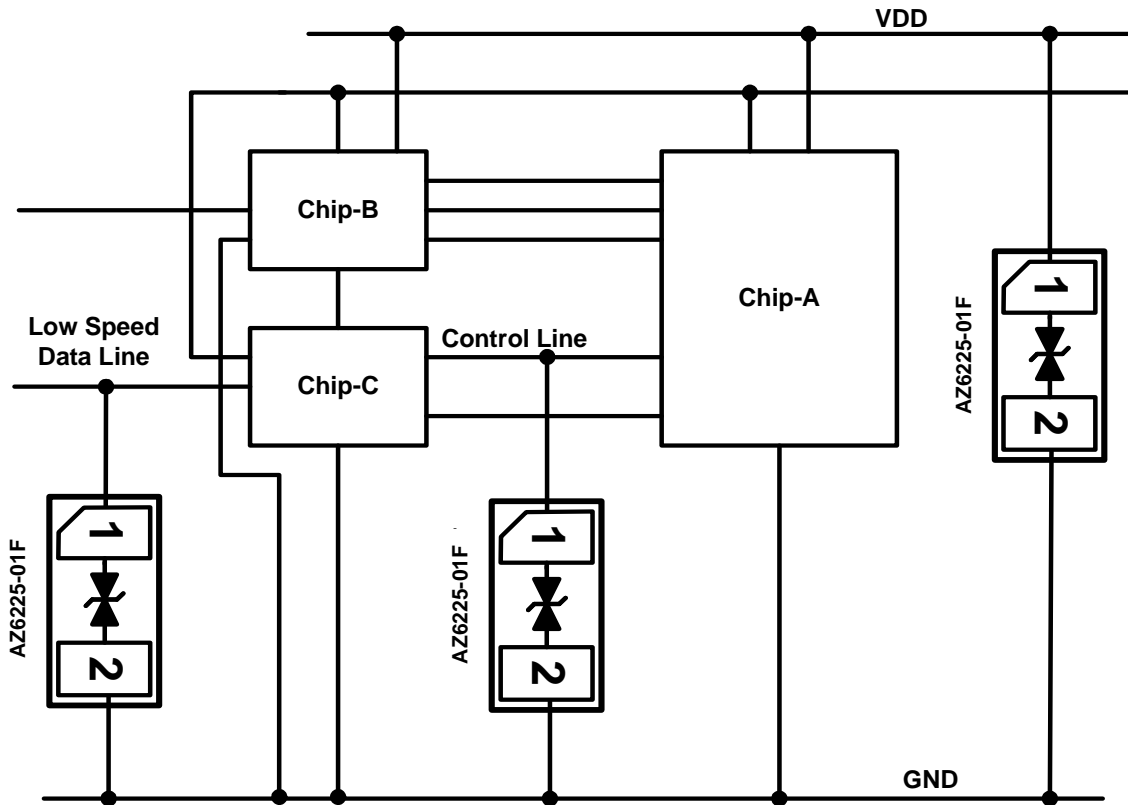 VDD
Chip-B
Chip-A
Low Speed
Data Line
Control Line
Chip-C
AZ6225-01F
1
2
AZ6225-01F
1
2
AZ6225-01F
1
2
GND